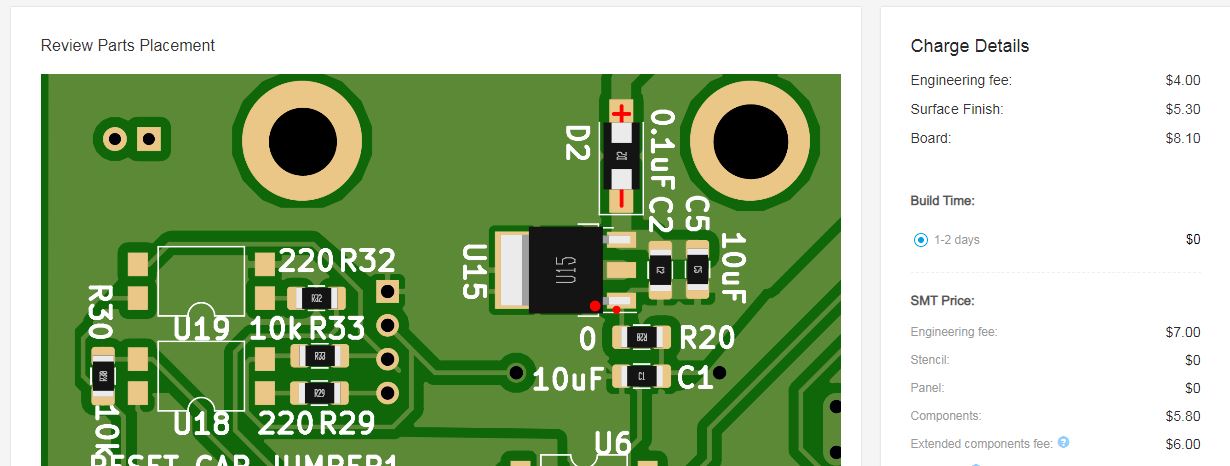 Review Parts Placement
D2
D2
0.1uF
C2
C5
10uF
U15
U15
C2
C5
220 R32
R32
R30
R30
U19 10k R33
R33
0 R20
R20
10uF C1
C1
R29
U18 220 R29
10k
U6
RESET CAP JUMPER1
Charge Details
Engineering fee: $4.00
Surface Finish: $5.30
Board: $8.10
Build Time:
1-2 days $0
SMT Price:
Engineering fee: $7.00
Stencil: $0
Panel: $0
Components: $5.80
Extended components fee: ? $6.00